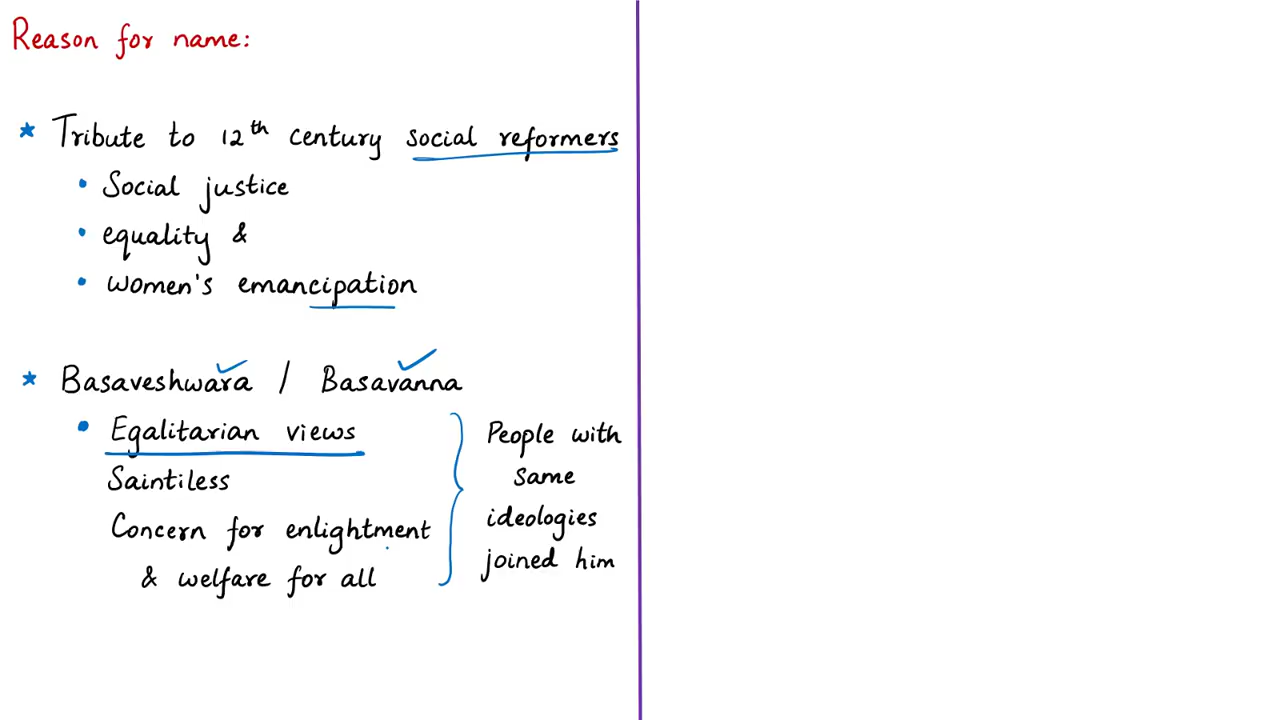 Reason for name:
★ Tribute to 12th century social reformers
• Social justice
• equality &
• women's emancipation
★ Basaveshwara / Basavanna
• Egalitarian views
Saintiless
Concern for enlightment
& welfare for all
People with
same
ideologies
joined him